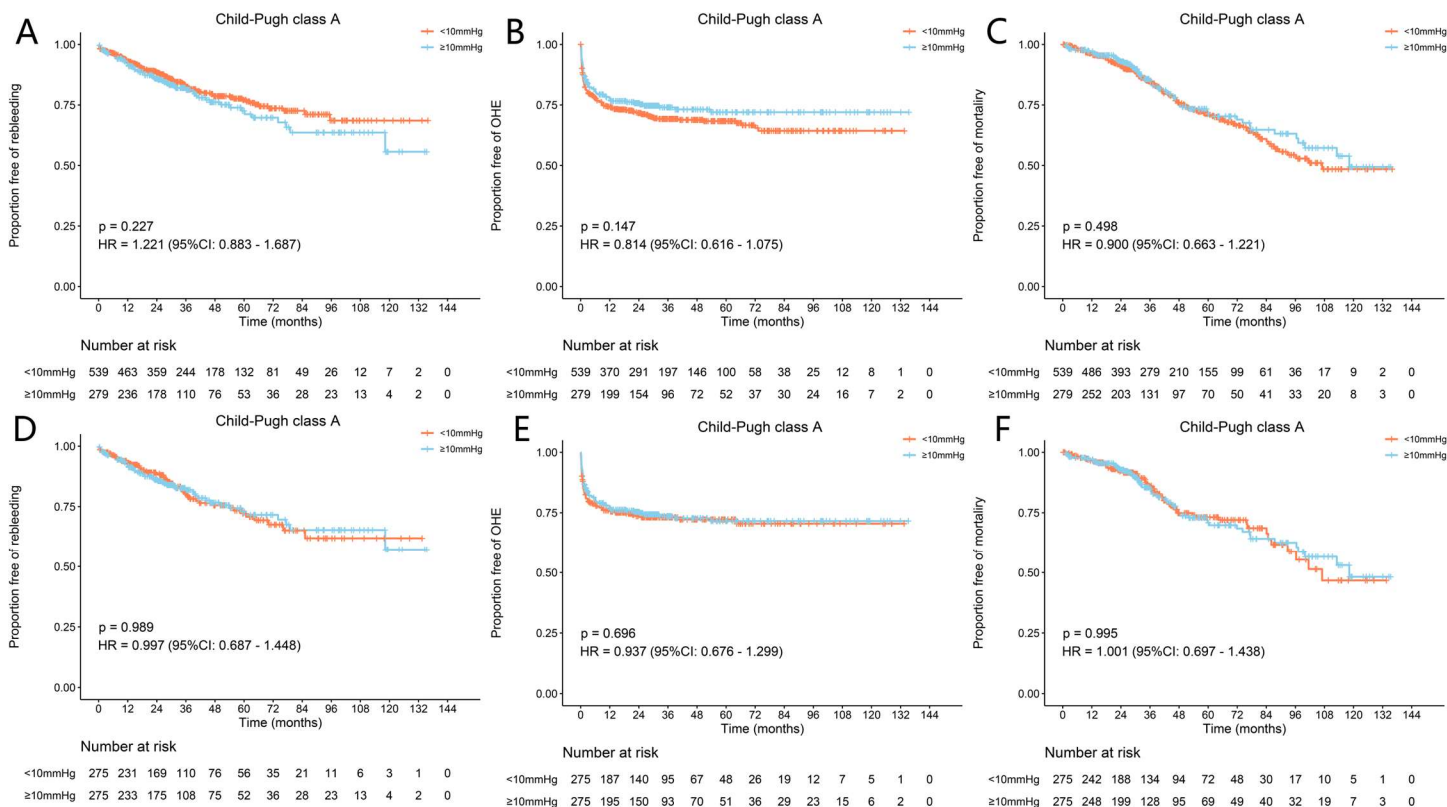 A
Child-Pugh class A
<10mmHg
≥10mmHg
Proportion free of rebleeding
1.00
0.75
0.50
0.25
0.00
p = 0.227
HR = 1.221 (95%CI: 0.883 - 1.687)
0 12 24 36 48 60 72 84 96 108 120 132 144
Time (months)
Number at risk
<10mmHg 539 463 359 244 178 132 81 49 26 12 7 2 0
≥10mmHg 279 236 178 110 76 53 36 28 23 13 4 2 0
B
Child-Pugh class A
<10mmHg
≥10mmHg
Proportion free of OHE
1.00
0.75
0.50
0.25
0.00
p = 0.147
HR = 0.814 (95%CI: 0.616 - 1.075)
0 12 24 36 48 60 72 84 96 108 120 132 144
Time (months)
Number at risk
<10mmHg 539 370 291 197 146 100 58 38 25 12 8 1 0
≥10mmHg 279 199 154 96 72 52 37 30 24 16 7 2 0
C
Child-Pugh class A
<10mmHg
≥10mmHg
Proportion free of mortality
1.00
0.75
0.50
0.25
0.00
p = 0.498
HR = 0.900 (95%CI: 0.663 - 1.221)
0 12 24 36 48 60 72 84 96 108 120 132 144
Time (months)
Number at risk
<10mmHg 539 486 393 279 210 155 99 61 36 17 9 2 0
≥10mmHg 279 252 203 131 97 70 50 41 33 20 8 3 0
D
Child-Pugh class A
<10mmHg
≥10mmHg
Proportion free of rebleeding
1.00
0.75
0.50
0.25
0.00
p = 0.989
HR = 0.997 (95%CI: 0.687 - 1.448)
0 12 24 36 48 60 72 84 96 108 120 132 144
Time (months)
Number at risk
<10mmHg 275 231 169 110 76 56 35 21 11 6 3 1 0
≥10mmHg 275 233 175 108 75 52 36 28 23 13 4 2 0
E
Child-Pugh class A
<10mmHg
≥10mmHg
Proportion free of OHE
1.00
0.75
0.50
0.25
0.00
p = 0.696
HR = 0.937 (95%CI: 0.676 - 1.299)
0 12 24 36 48 60 72 84 96 108 120 132 144
Time (months)
Number at risk
<10mmHg 275 187 140 95 67 48 26 19 12 7 5 1 0
≥10mmHg 275 195 150 93 70 51 36 29 23 15 6 2 0
F
Child-Pugh class A
<10mmHg
≥10mmHg
Proportion free of mortality
1.00
0.75
0.50
0.25
0.00
p = 0.995
HR = 1.001 (95%CI: 0.697 - 1.438)
0 12 24 36 48 60 72 84 96 108 120 132 144
Time (months)
Number at risk
<10mmHg 275 242 188 134 94 72 48 30 17 10 5 1 0
≥10mmHg 275 248 199 128 95 69 49 40 32 19 7 3 0